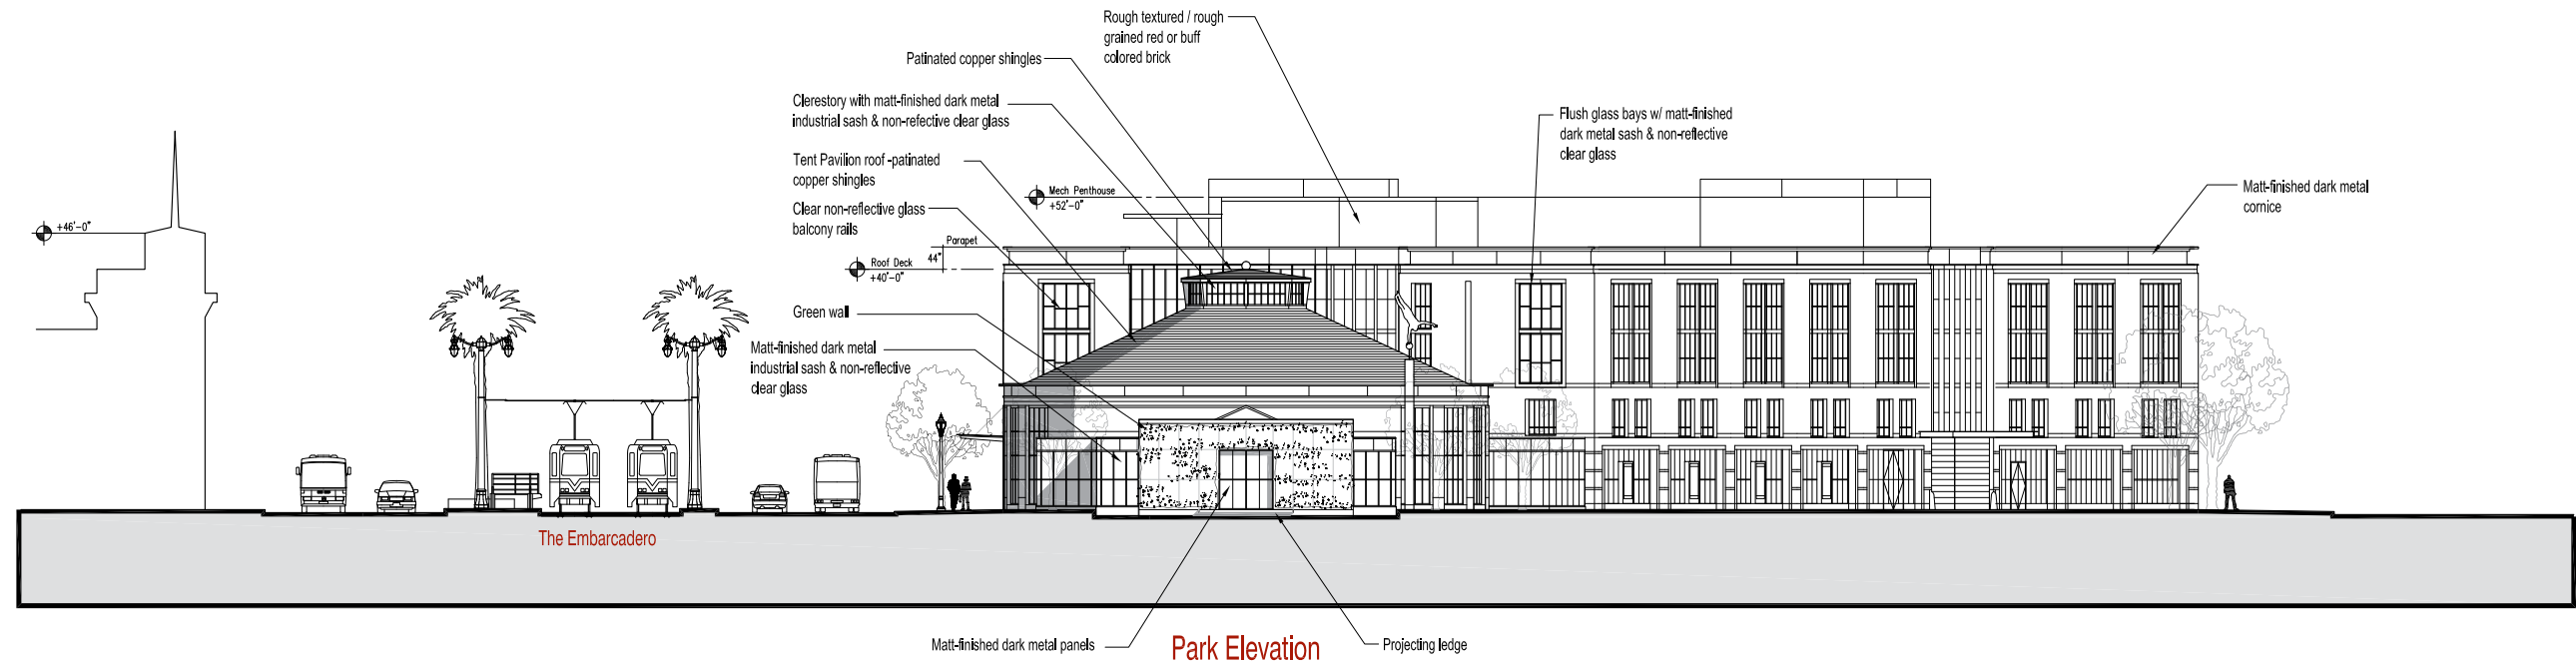 Rough textured / rough
grained red or buff
colored brick
Patinated copper shingles
Clerestory with matt-finished dark metal
industrial sash & non-refective clear glass
Flush glass bays w/ matt-finished
dark metal sash & non-reflective
clear glass
Tent Pavilion roof -patinated
copper shingles
Mech Penthouse
+52'-0"
Matt-finished dark metal
cornice
Clear non-reflective glass
balcony rails
+46'-0"
Parapet
44"
Roof Deck
+40'-0"
Green wall
Matt-finished dark metal
industrial sash & non-reflective
clear glass
The Embarcadero
Matt-finished dark metal panels
Park Elevation
Projecting ledge